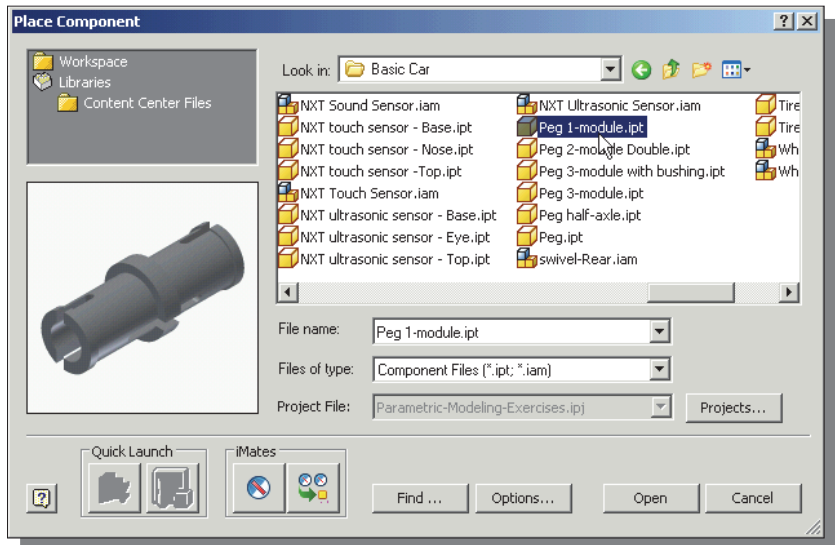 Place Component
Workspace
Libraries
Content Center Files
Look in: Basic Car
NXT Sound Sensor.iam
NXT touch sensor - Base.ipt
NXT touch sensor - Nose.ipt
NXT touch sensor -Top.ipt
NXT Touch Sensor.iam
NXT ultrasonic sensor - Base.ipt
NXT ultrasonic sensor - Eye.ipt
NXT ultrasonic sensor - Top.ipt
NXT Ultrasonic Sensor.iam
Peg 1-module.ipt
Peg 2-module Double.ipt
Peg 3-module with bushing.ipt
Peg 3-module.ipt
Peg half-axle.ipt
Peg.ipt
swivel-Rear.iam
Tire
Tire
Wh
Wh
File name: Peg 1-module.ipt
Files of type: Component Files (*.ipt; *.iam)
Project File: Parametric-Modeling-Exercises.ipj Projects...
Quick Launch iMates
Find ... Options... Open Cancel